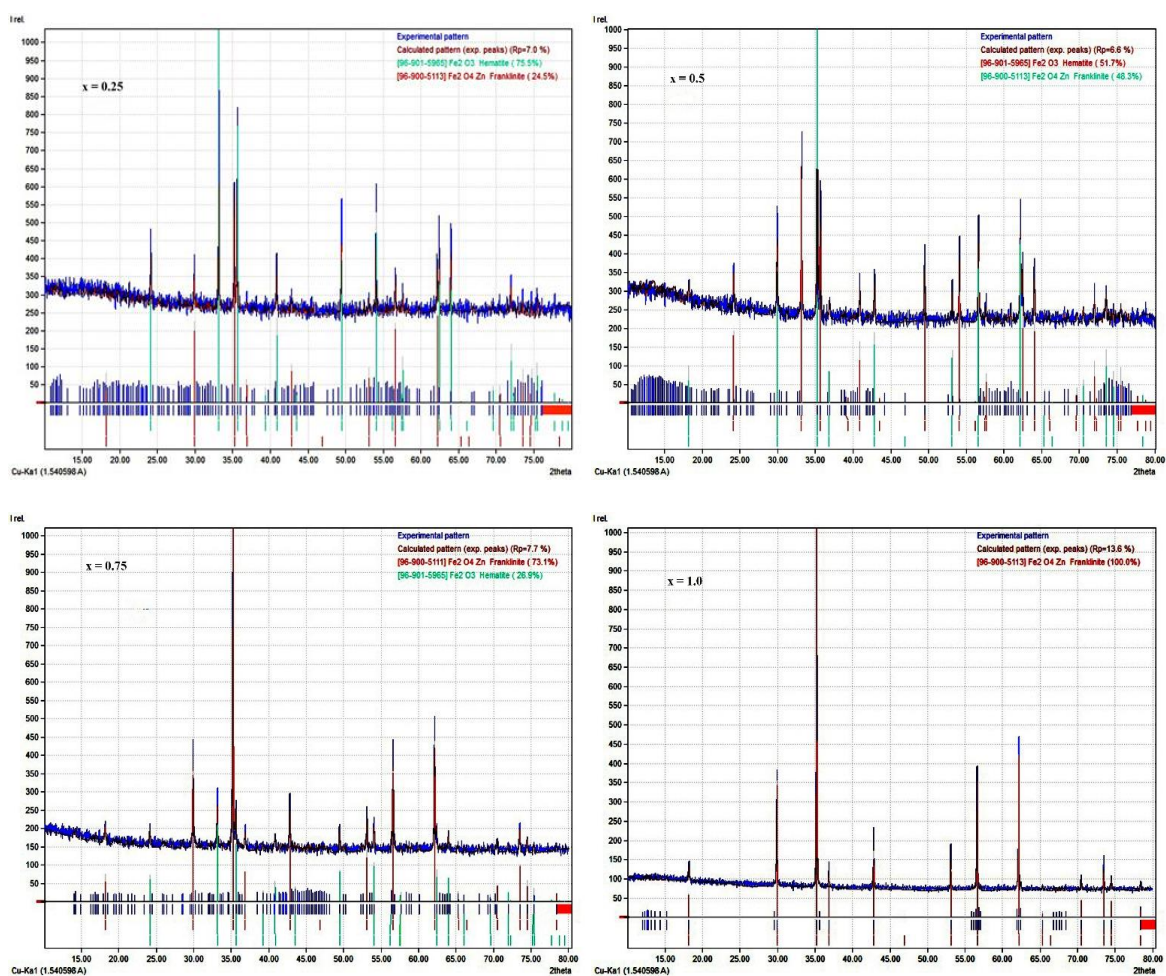 I rel.
Experimental pattern
Calculated pattern (exp. peaks) (Rp=7.0 %)
[96-901-5965] Fe2 O3 Hematite ( 75.5%)
[96-900-5113] Fe2 O4 Zn Franklinite ( 24.5%)
x = 0.25
1000
950
900
850
800
750
700
650
600
550
500
450
400
350
300
250
200
150
100
50
15.00 20.00 25.00 30.00 35.00 40.00 45.00 50.00 55.00 60.00 65.00 70.00 75.00
Cu-Ka1 (1.540598 A) 2theta
I rel.
Experimental pattern
Calculated pattern (exp. peaks) (Rp=6.6 %)
[96-901-5965] Fe2 O3 Hematite ( 51.7%)
[96-900-5113] Fe2 O4 Zn Franklinite ( 48.3%)
x = 0.5
1000
950
900
850
800
750
700
650
600
550
500
450
400
350
300
250
200
150
100
50
15.00 20.00 25.00 30.00 35.00 40.00 45.00 50.00 55.00 60.00 65.00 70.00 75.00 80.00
Cu-Ka1 (1.540598 A) 2theta
I rel.
Experimental pattern
Calculated pattern (exp. peaks) (Rp=7.7 %)
[96-900-5111] Fe2 O4 Zn Franklinite ( 73.1%)
[96-901-5965] Fe2 O3 Hematite ( 26.9%)
x = 0.75
1000
950
900
850
800
750
700
650
600
550
500
450
400
350
300
250
200
150
100
50
15.00 20.00 25.00 30.00 35.00 40.00 45.00 50.00 55.00 60.00 65.00 70.00 75.00 80.00
Cu-Ka1 (1.540598 A) 2theta
I rel.
Experimental pattern
Calculated pattern (exp. peaks) (Rp=13.6 %)
[96-900-5113] Fe2 O4 Zn Franklinite (100.0%)
x = 1.0
1000
950
900
850
800
750
700
650
600
550
500
450
400
350
300
250
200
150
100
50
15.00 20.00 25.00 30.00 35.00 40.00 45.00 50.00 55.00 60.00 65.00 70.00 75.00 80.00
Cu-Ka1 (1.540598 A) 2theta